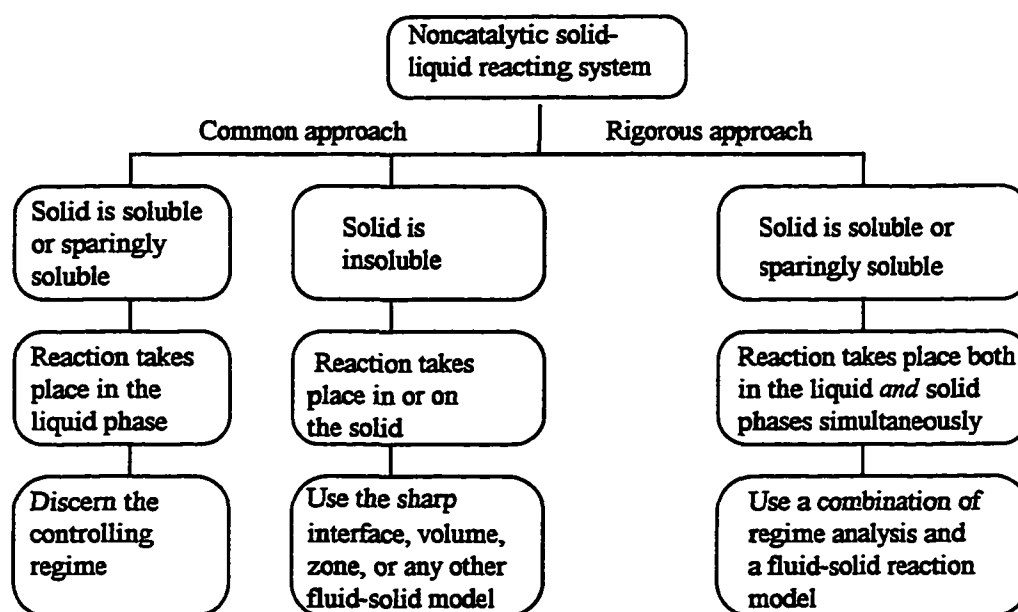 Noncatalytic solid-
liquid reacting system
Common approach
Rigorous approach
Solid is soluble
or sparingly
soluble
Solid is
insoluble
Solid is soluble or
sparingly soluble
Reaction takes
place in the
liquid phase
Reaction takes
place in or on
the solid
Reaction takes place both
in the liquid and solid
phases simultaneously
Discern the
controlling
regime
Use the sharp
interface, volume,
zone, or any other
fluid-solid model
Use a combination of
regime analysis and
a fluid-solid reaction
model